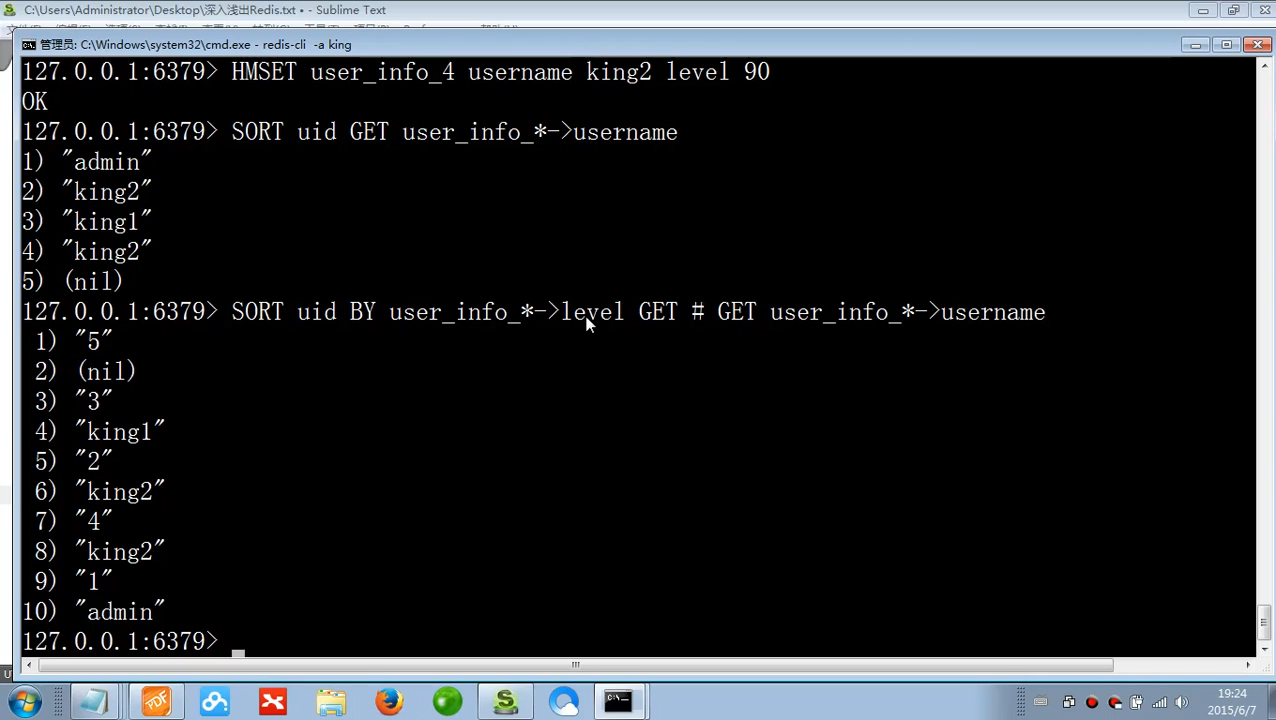 C:\Users\Administrator\Desktop\深入浅出Redis.txt • - Sublime Text
管理员: C:\Windows\system32\cmd.exe - redis-cli  -a king
127.0.0.1:6379> HMSET user_info_4 username king2 level 90
OK
127.0.0.1:6379> SORT uid GET user_info_*->username
1) "admin"
2) "king2"
3) "king1"
4) "king2"
5) (nil)
127.0.0.1:6379> SORT uid BY user_info_*->level GET # GET user_info_*->username
1) "5"
2) (nil)
3) "3"
4) "king1"
5) "2"
6) "king2"
7) "4"
8) "king2"
9) "1"
10) "admin"
127.0.0.1:6379>
PDF
19:24
2015/6/7